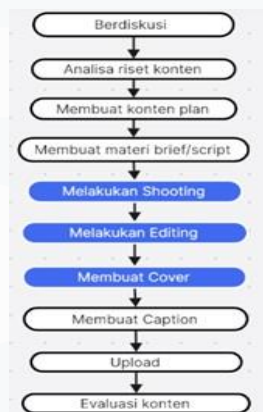 Berdiskusi
Analisa riset konten
Membuat konten plan
Membuat materi brief/script
Melakukan Shooting
Melakukan Editing
Membuat Cover
Membuat Caption
Upload
Evaluasi konten